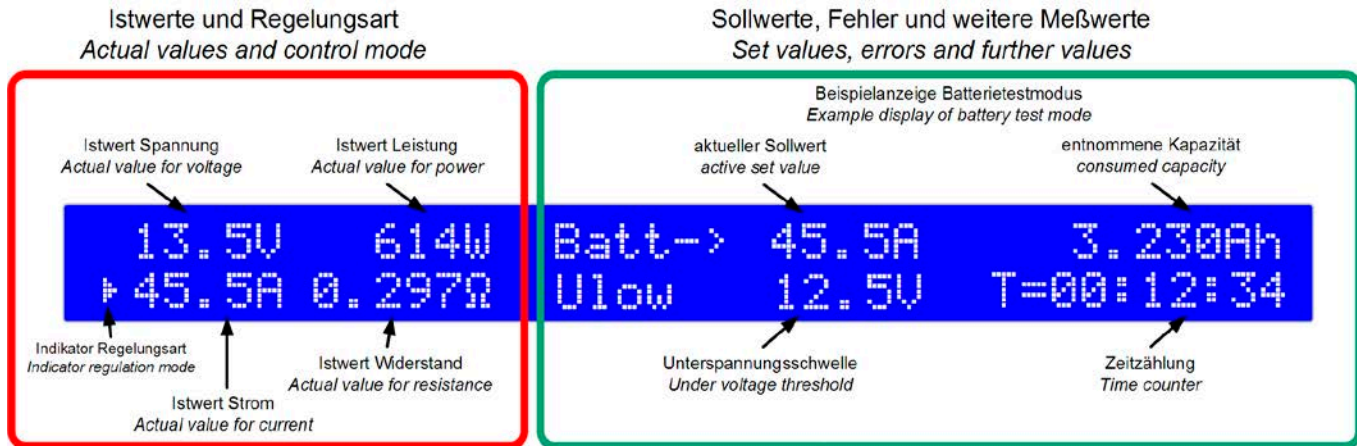 Istwerte und Regelungsart
Actual values and control mode
Sollwerte, Fehler und weitere Meßwerte
Set values, errors and further values
Beispielanzeige Batterietestmodus
Example display of battery test mode
Istwert Spannung
Actual value for voltage
Istwert Leistung
Actual value for power
aktueller Sollwert
active set value
entnommene Kapazität
consumed capacity
13.5V 614W Batt-> 45.5A 3.230Ah
45.5A 0.297Ω Ulow 12.5V T=00:12:34
Indikator Regelungsart
Indicator regulation mode
Istwert Strom
Actual value for current
Istwert Widerstand
Actual value for resistance
Unterspannungsschwelle
Under voltage threshold
Zeitzählung
Time counter